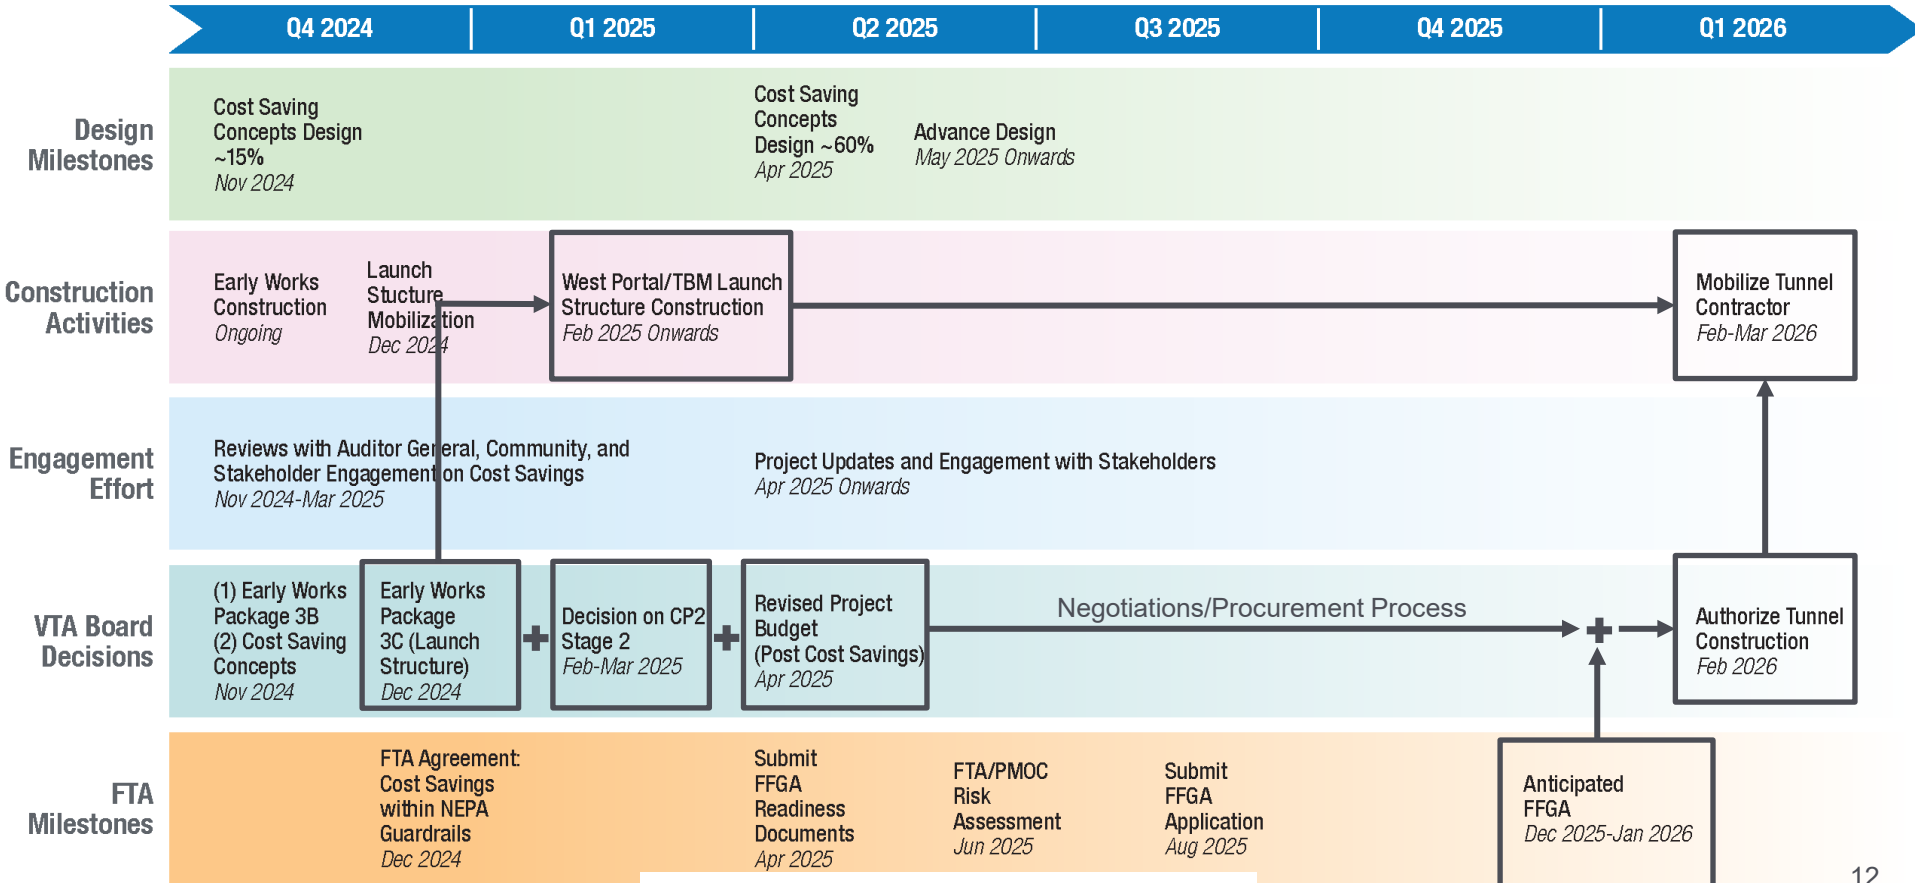 Q4 2024
Q1 2025
Q2 2025
Q3 2025
Q4 2025
Q1 2026
Design
Milestones
Cost Saving
Concepts Design
~15%
Nov 2024
Cost Saving
Concepts
Design ~60%
Apr 2025
Advance Design
May 2025 Onwards
Construction
Activities
Early Works
Construction
Ongoing
Launch
Stucture
Mobilization
Dec 2024
West Portal/TBM Launch
Structure Construction
Feb 2025 Onwards
Mobilize Tunnel
Contractor
Feb-Mar 2026
Engagement
Effort
Reviews with Auditor General, Community, and
Stakeholder Engagement on Cost Savings
Nov 2024-Mar 2025
Project Updates and Engagement with Stakeholders
Apr 2025 Onwards
VTA Board
Decisions
(1) Early Works
Package 3B
(2) Cost Saving
Concepts
Nov 2024
Early Works
Package
3C (Launch
Structure)
Dec 2024
Decision on CP2
Stage 2
Feb-Mar 2025
Revised Project
Budget
(Post Cost Savings)
Apr 2025
Negotiations/Procurement Process
Authorize Tunnel
Construction
Feb 2026
FTA
Milestones
FTA Agreement:
Cost Savings
within NEPA
Guardrails
Dec 2024
Submit
FFGA
Readiness
Documents
Apr 2025
FTA/PMOC
Risk
Assessment
Jun 2025
Submit
FFGA
Application
Aug 2025
Anticipated
FFGA
Dec 2025-Jan 2026
12